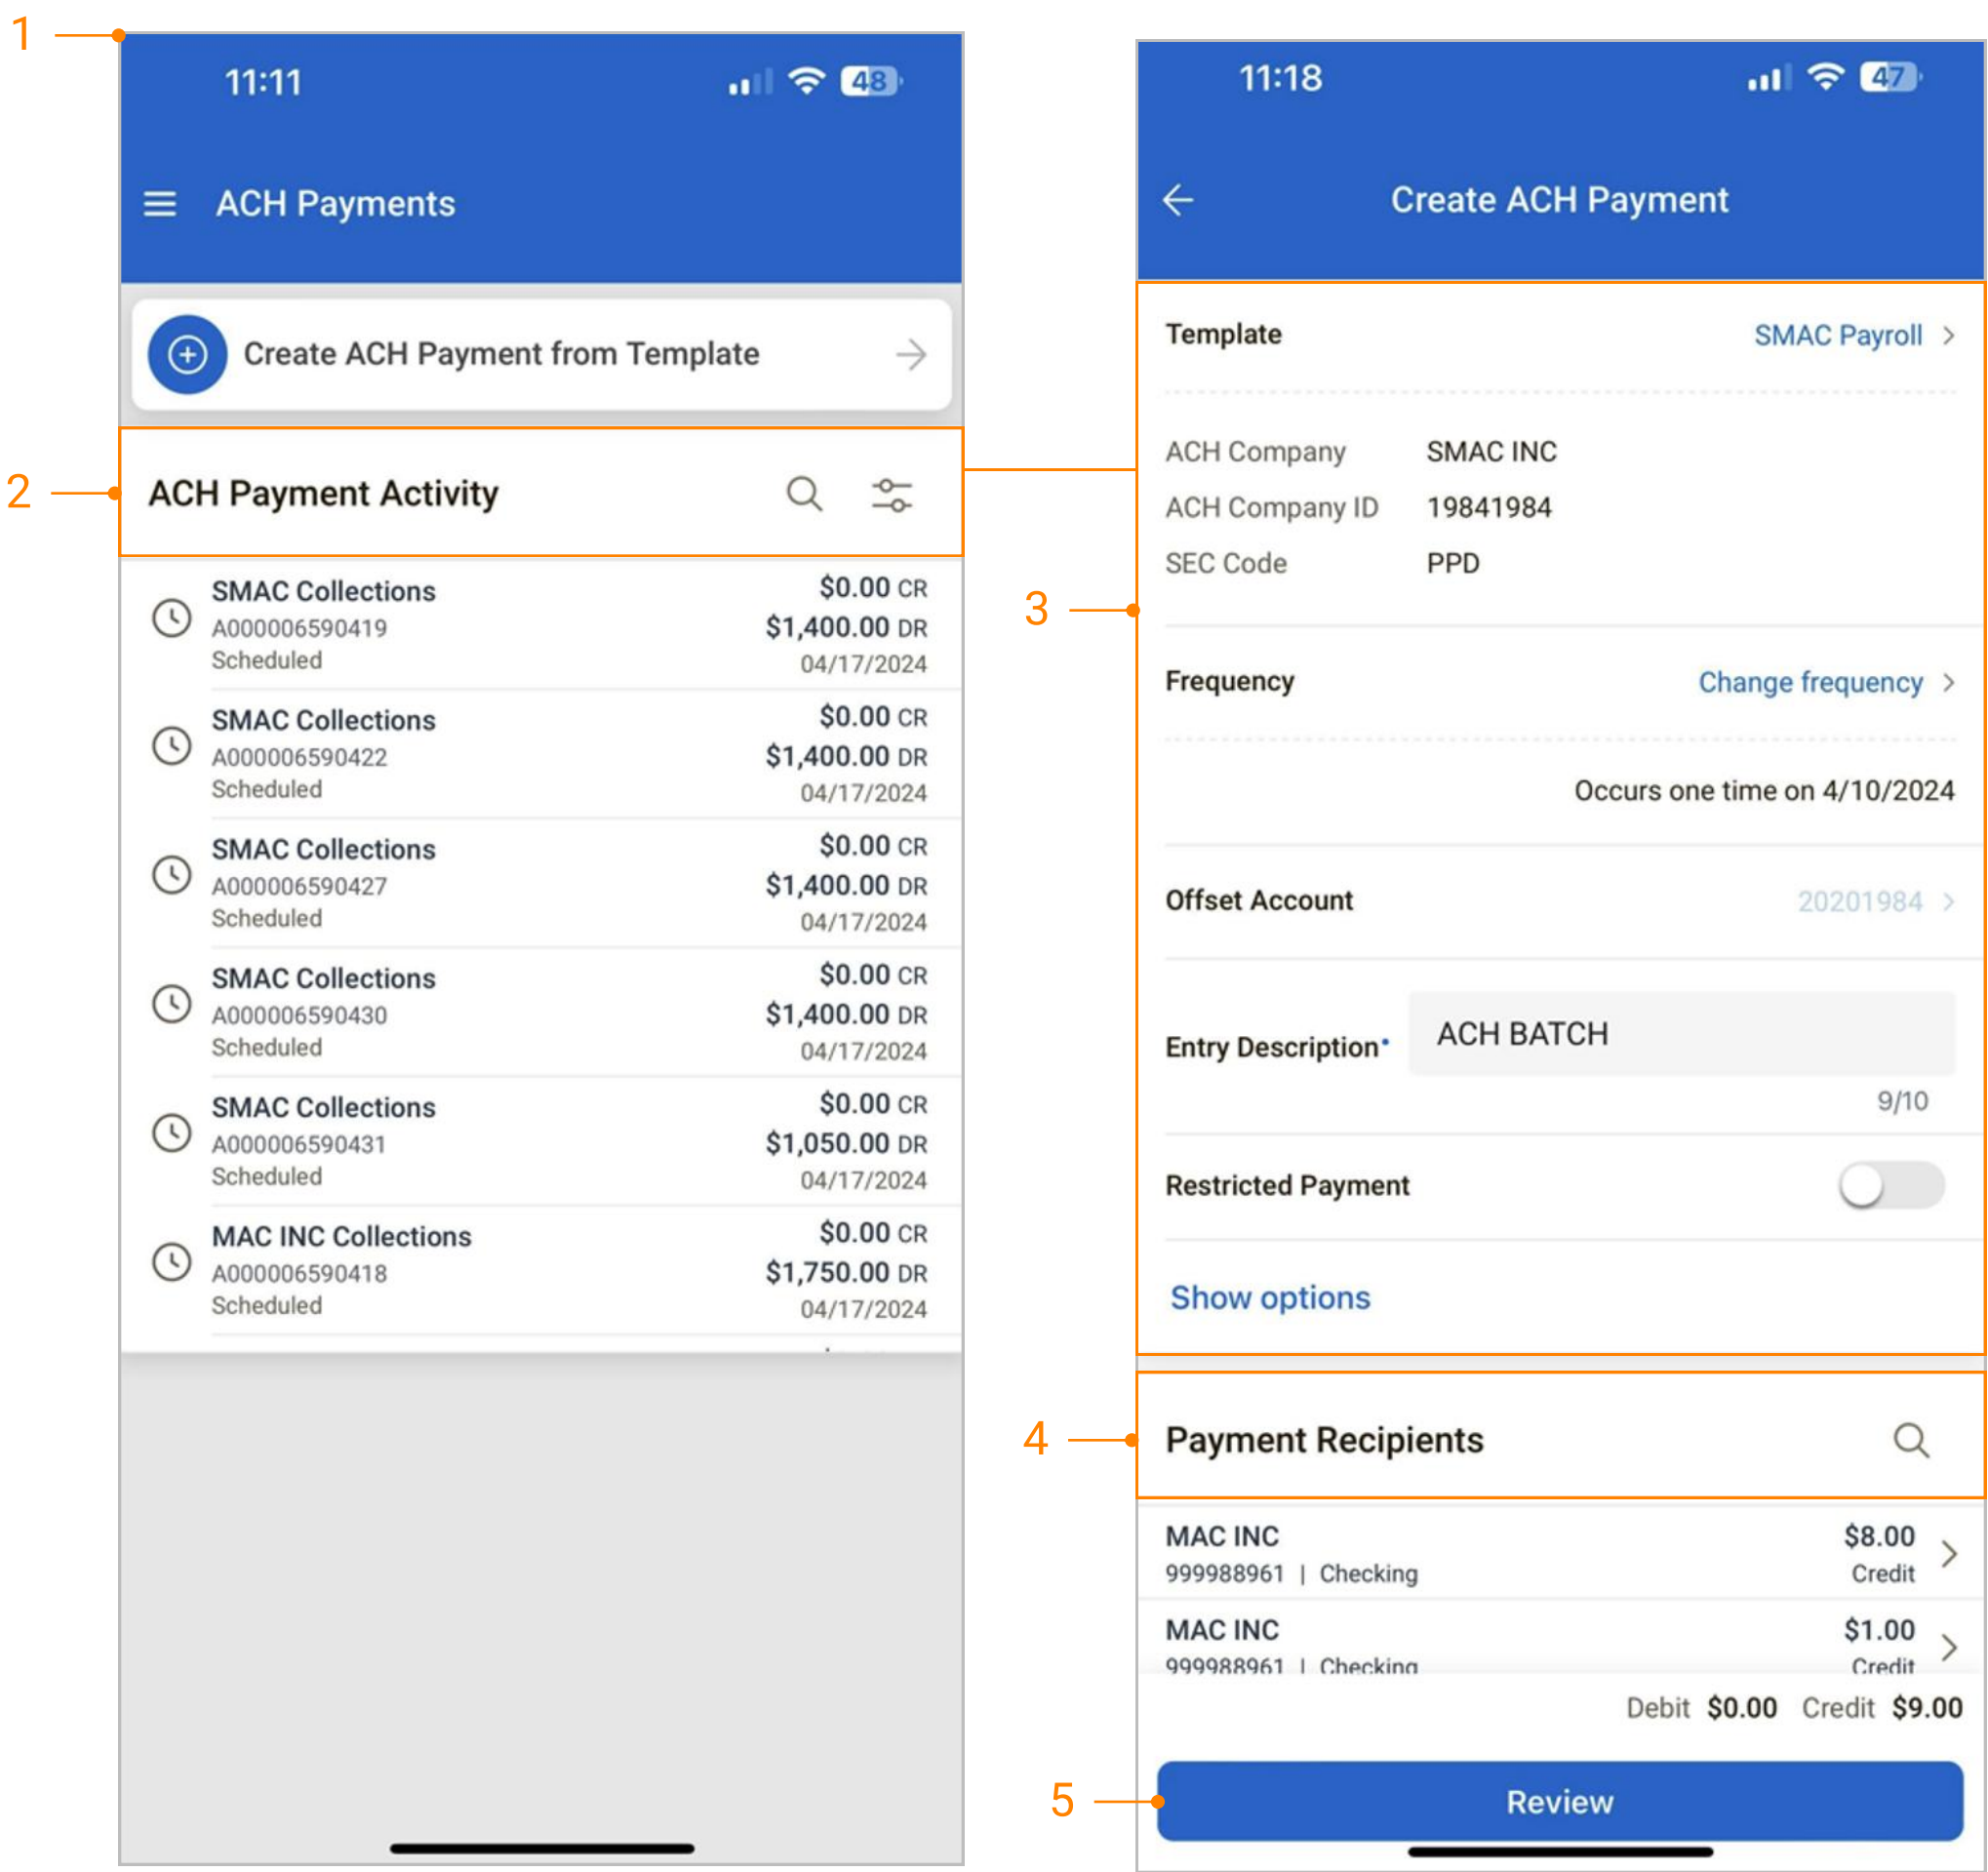 1
11:11
48
ACH Payments
Create ACH Payment from Template
2
ACH Payment Activity
SMAC Collections
$0.00 CR
A000006590419
$1,400.00 DR
Scheduled
04/17/2024
SMAC Collections
$0.00 CR
A000006590422
$1,400.00 DR
Scheduled
04/17/2024
SMAC Collections
$0.00 CR
A000006590427
$1,400.00 DR
Scheduled
04/17/2024
SMAC Collections
$0.00 CR
A000006590430
$1,400.00 DR
Scheduled
04/17/2024
SMAC Collections
$0.00 CR
A000006590431
$1,050.00 DR
Scheduled
04/17/2024
MAC INC Collections
$0.00 CR
A000006590418
$1,750.00 DR
Scheduled
04/17/2024
11:18
47
Create ACH Payment
Template
SMAC Payroll
ACH Company SMAC INC
ACH Company ID 19841984
SEC Code PPD
3
Frequency
Change frequency
Occurs one time on 4/10/2024
Offset Account
20201984
Entry Description•
ACH BATCH
9/10
Restricted Payment
Show options
4
Payment Recipients
MAC INC
$8.00
999988961 | Checking
Credit
MAC INC
$1.00
999988961 | Checking
Credit
Debit $0.00 Credit $9.00
5
Review